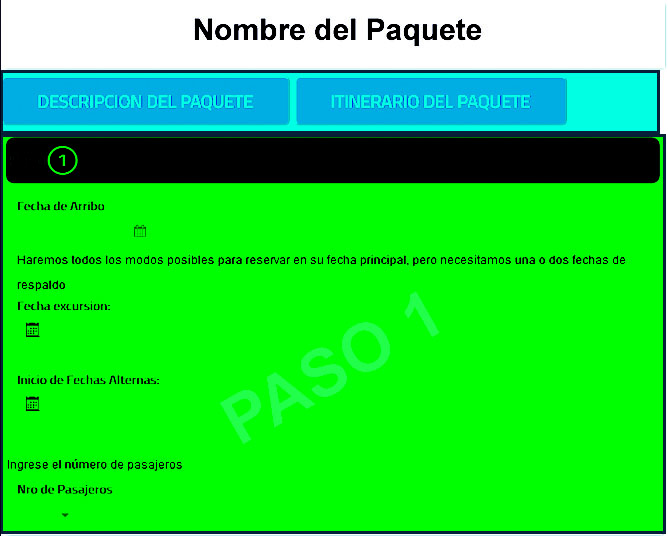 Nombre del Paquete
DESCRIPCION DEL PAQUETE ITINERARIO DEL PAQUETE
1
Fecha de Arribo
Haremos todos los modos posibles para reservar en su fecha principal, pero necesitamos una o dos fechas de
respaldo
Fecha excursion:
PASO 1
Inicio de Fechas Alternas:
Ingrese el número de pasajeros
Nro de Pasajeros